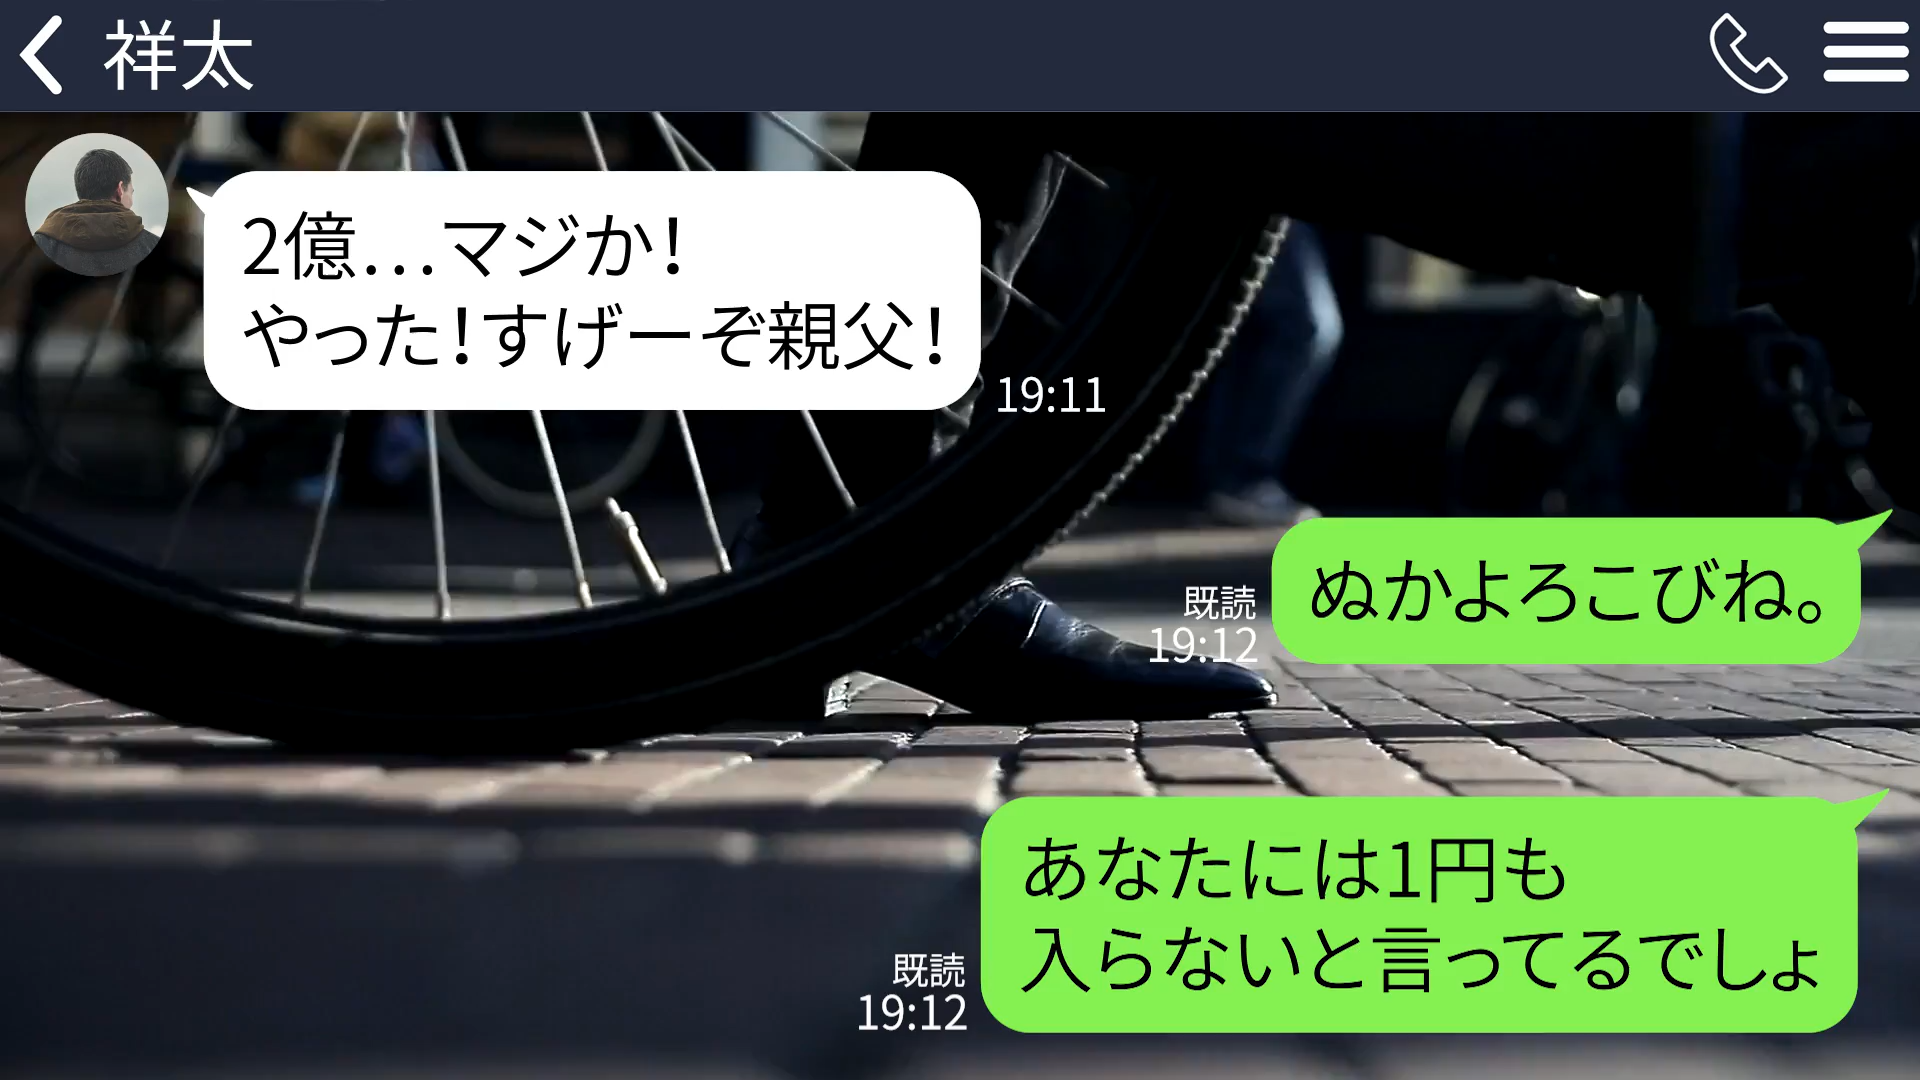 祥太
2億…マジか!
やった!すげーぞ親父!
19:11
ぬかよろこびね。
既読
19:12
あなたには1円も
入らないと言ってるでしょ
既読
19:12